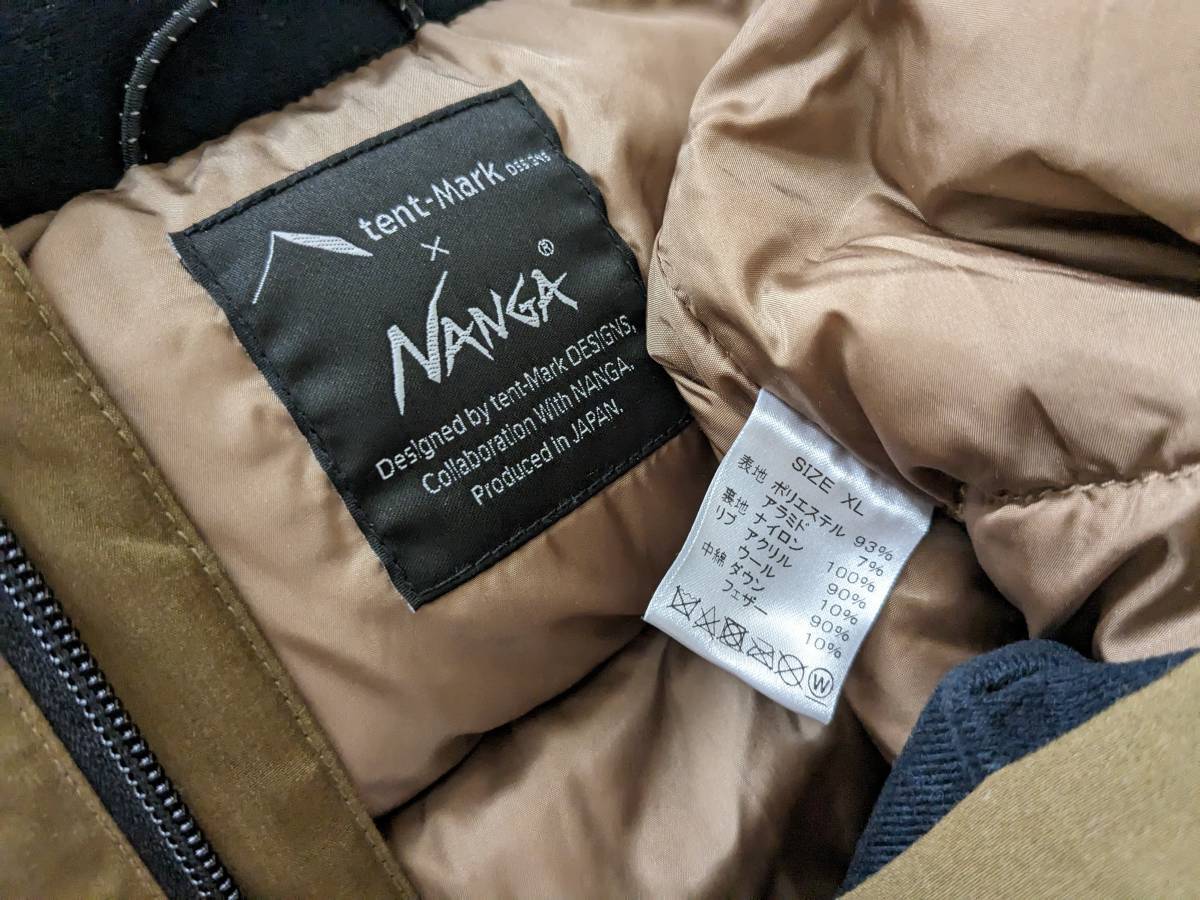 tent-Mark DESIGNS
×
NANGA®
Designed by tent-Mark DESIGNS,
Collaboration With NANGA.
Produced in JAPAN.
SIZE XL
表地 ポリエステル 93%
アラミド 7%
裏地 ナイロン 100%
リブ アクリル 90%
ウール 10%
中綿 ダウン 90%
フェザー 10%
W